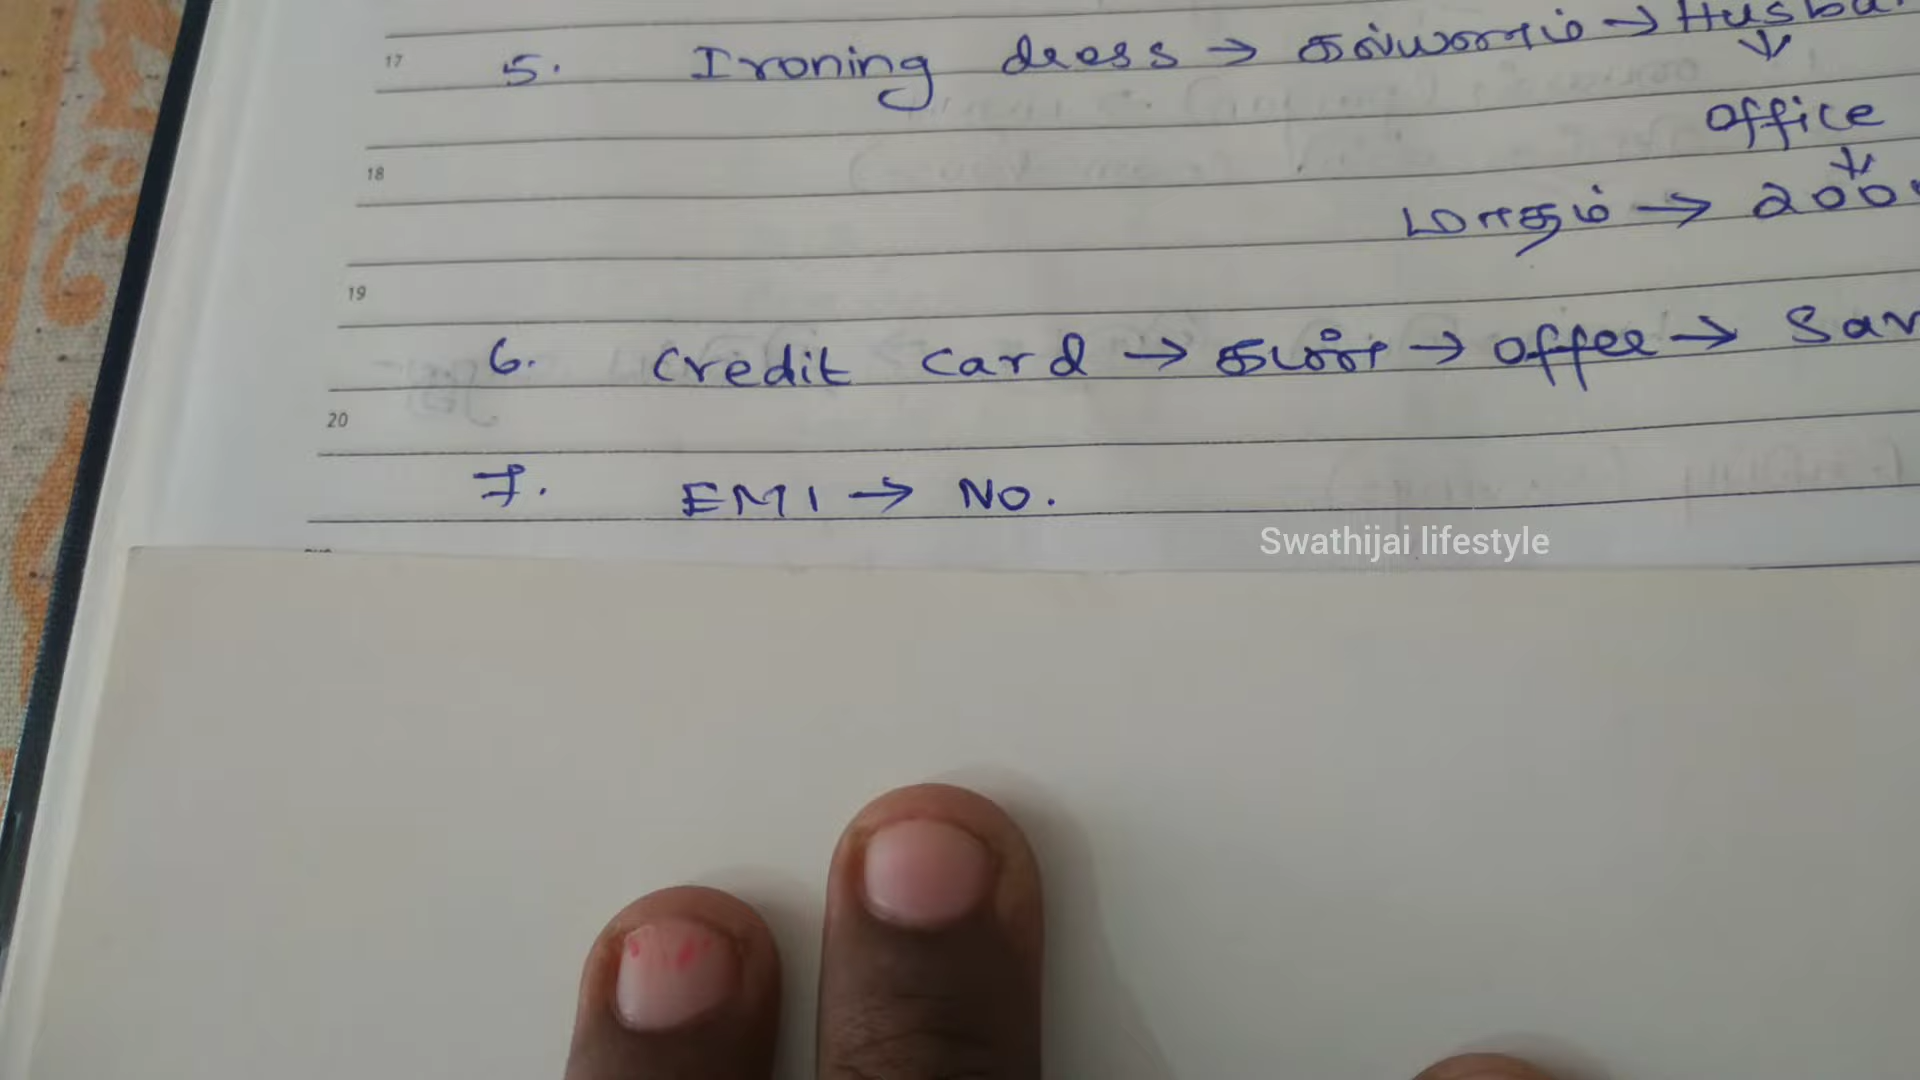 17
5. Ironing dress → கல்யாணம் → Husba
↓
office
↓
18
மாதம் → 200
19
6. Credit card → கடன் → offer → Sav
20
7. EMI → No.
Swathijai lifestyle